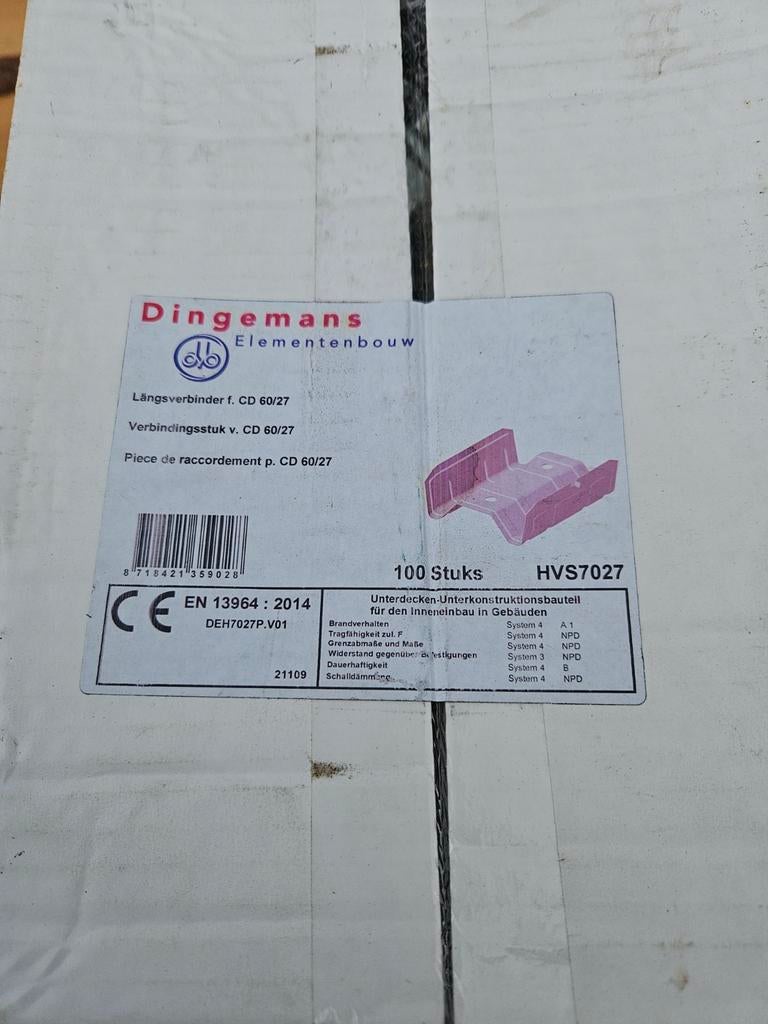 Dingemans
Elementenbouw
Längsverbinder f. CD 60/27
Verbindingsstuk v. CD 60/27
Piece de raccordement p. CD 60/27
8 718421 359028
100 Stuks HVS7027
CE EN 13964 : 2014
DEH7027P.V01
21109
Unterdecken-Unterkonstruktionsbauteil
für den Inneneinbau in Gebäuden
Brandverhalten System 4 A 1
Tragfähigkeit zul. F System 4 NPD
Grenzabmaße und Maße System 4 NPD
Widerstand gegenüber Befestigungen System 3 NPD
Dauerhaftigkeit System 4 B
Schalldämmung System 4 NPD